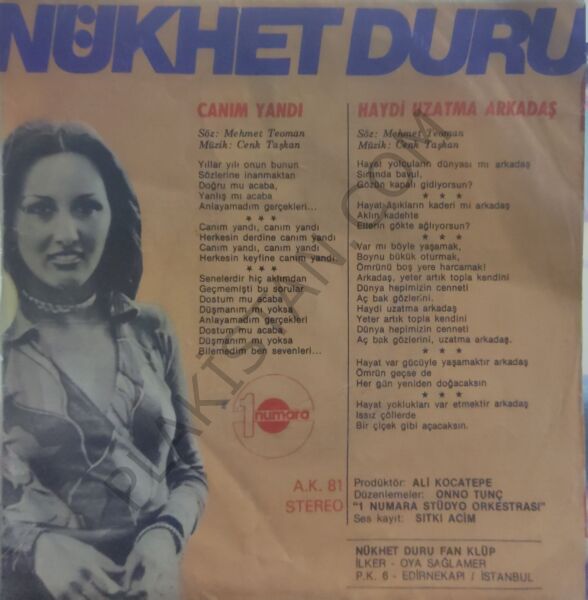 NÜKHET DURU
CANIM YANDI
Söz: Mehmet Teoman
Müzik: Cenk Taşkan
Yıllar yılı onun bunun
Sözlerine inanmaktan
Doğru mu acaba,
Yanlış mı acaba
Anlayamadım gerçekleri...
* * *
Canım yandı, canım yandı
Herkesin derdine canım yandı
Canım yandı, canım yandı
Herkesin keyfine canım yandı.
* * *
Senelerdir hiç aklımdan
Geçmemişti bu sorular
Dostum mu acaba
Düşmanım mı yoksa
Anlayamadım gerçekleri
Dostum mu acaba
Düşmanım mı yoksa
Bilemedim ben sevenleri...
1 numara
A.K. 81
STEREO
HAYDİ UZATMA ARKADAŞ
Söz: Mehmet Teoman
Müzik: Cenk Taşkan
Hayal yolcuların dünyası mı arkadaş
Sırtında bavul,
Gözün kapalı gidiyorsun?
* * *
Hayat aşıkların kaderi mi arkadaş
Aklın kadehte
Ellerin gökte ağlıyorsun?
* * *
Var mı böyle yaşamak,
Boynu bükük oturmak,
Ömrünü boş yere harcamak!
Arkadaş, yeter artık topla kendini
Dünya hepimizin cenneti
Aç bak gözlerini.
Haydi uzatma arkadaş
Yeter artık topla kendini
Dünya hepimizin cenneti
Aç bak gözlerini, uzatma arkadaş.
* * *
Hayat var gücüyle yaşamaktır arkadaş
Ömrün geçse de
Her gün yeniden doğacaksın
* * *
Hayat yoklukları var etmektir arkadaş
Issız çöllerde
Bir çiçek gibi açacaksın.
Prodüktör: ALİ KOCATEPE
Düzenlemeler: ONNO TUNÇ
"1 NUMARA STÜDYO ORKESTRASI"
Ses kayıt: SITKI ACİM
NÜKHET DURU FAN KLÜP
İLKER - OYA SAĞLAMER
P.K. 6 - EDİRNEKAPI / İSTANBUL
PLAKİSTAN.COM